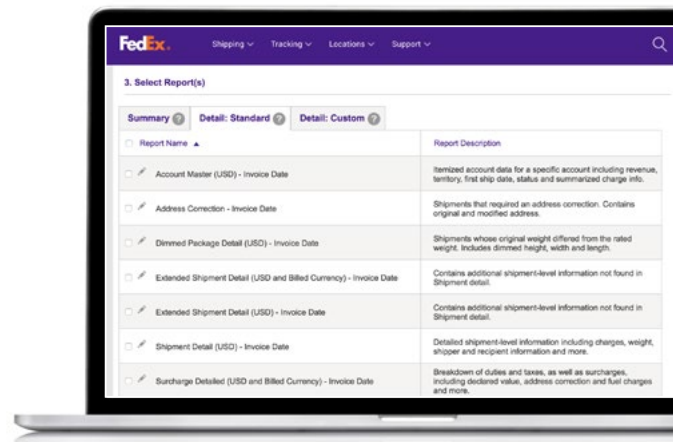 FedEx.
Shipping Tracking Locations Support
3. Select Report(s)
Summary ? Detail: Standard ? Detail: Custom ?
Report Name ▲ Report Description
Account Master (USD) - Invoice Date
Itemized account data for a specific account including revenue,
territory, first ship date, status and summarized charge info.
Address Correction - Invoice Date
Shipments that required an address correction. Contains
original and modified address.
Dimmed Package Detail (USD) - Invoice Date
Shipments whose original weight differed from the rated
weight. Includes dimmed height, width and length.
Extended Shipment Detail (USD and Billed Currency) - Invoice Date
Contains additional shipment-level information not found in
Shipment detail.
Extended Shipment Detail (USD) - Invoice Date
Contains additional shipment-level information not found in
Shipment detail.
Shipment Detail (USD) - Invoice Date
Detailed shipment-level information including charges, weight,
shipper and recipient information and more.
Surcharge Detailed (USD and Billed Currency) - Invoice Date
Breakdown of duties and taxes, as well as surcharges,
including declared value, address correction and fuel charges
and more.